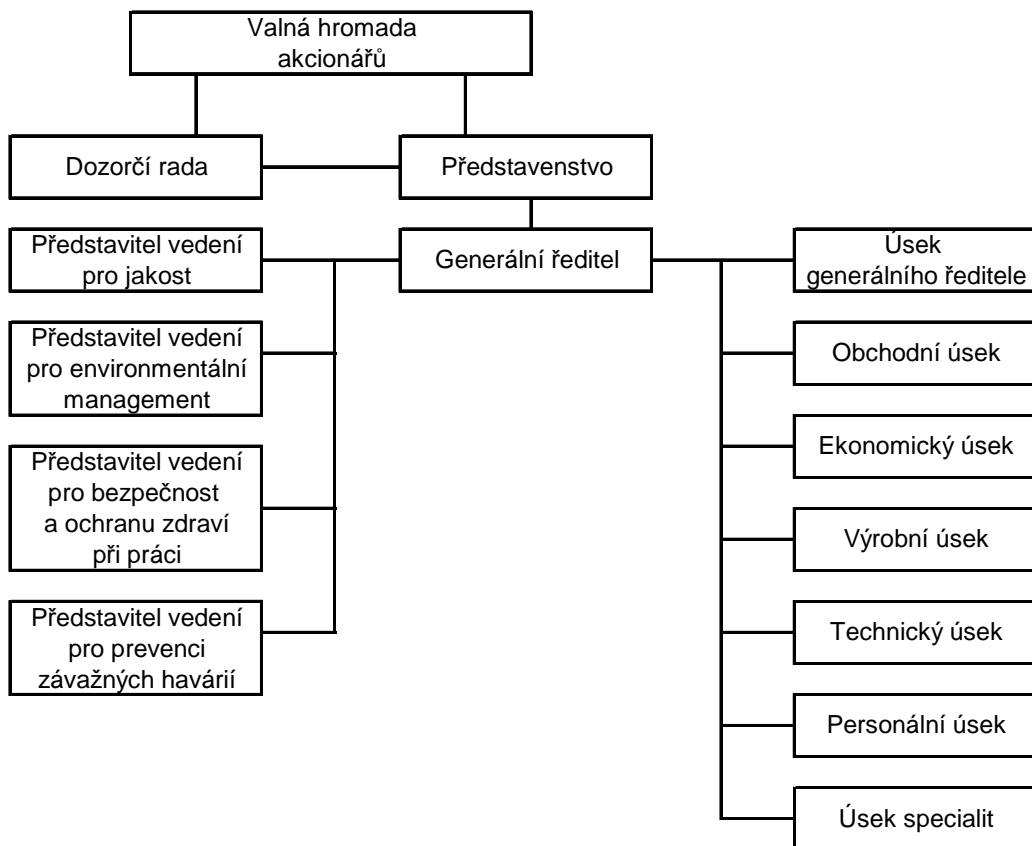 Valná hromada
akcionářů
Dozorčí rada
Představenstvo
Představitel vedení
pro jakost
Generální ředitel
Úsek
generálního ředitele
Představitel vedení
pro environmentální
management
Obchodní úsek
Představitel vedení
pro bezpečnost
a ochranu zdraví
při práci
Ekonomický úsek
Výrobní úsek
Představitel vedení
pro prevenci
závažných havárií
Technický úsek
Personální úsek
Úsek specialit